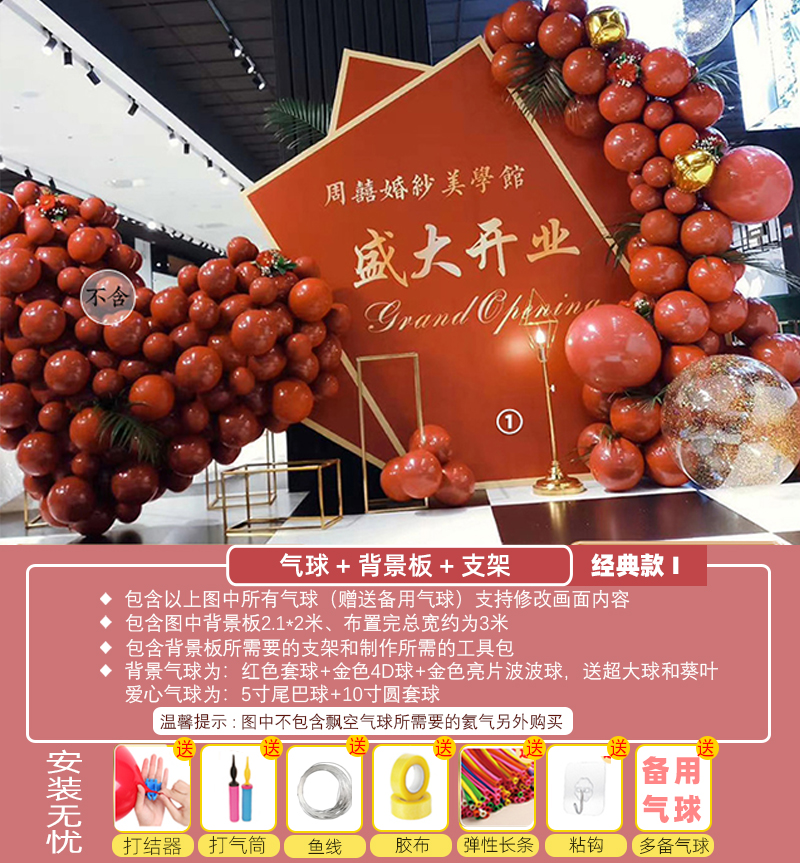 周囍婚紗美學館
盛大开业
Grand Opening
不含
①
气球+背景板+支架
经典款 I
◆ 包含以上图中所有气球（赠送备用气球）支持修改画面内容
◆ 包含图中背景板2.1*2米、布置完总宽约为3米
◆ 包含背景板所需要的支架和制作所需的工具包
◆ 背景气球为：红色套球+金色4D球+金色亮片波波球，送超大球和葵叶
爱心气球为：5寸尾巴球+10寸圆套球
温馨提示 : 图中不包含飘空气球所需要的氦气另外购买
安装无忧
送
送
送
送
送
送
送
备用
气球
打结器
打气筒
鱼线
胶布
弹性长条
粘钩
多备气球